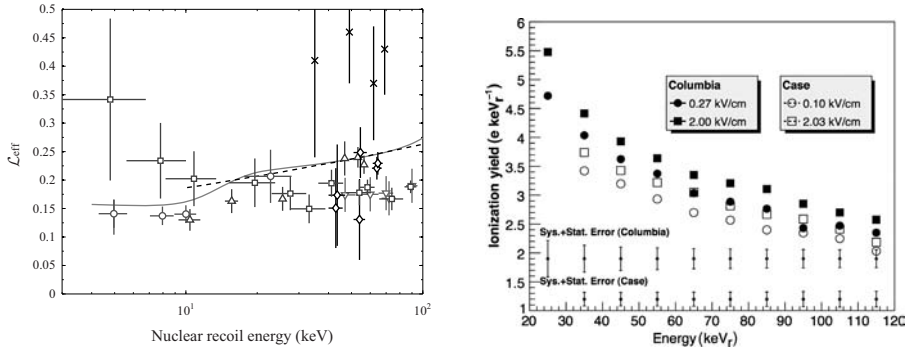 0.5
0.45
0.4
0.35
0.3
0.25
0.2
0.15
0.1
0.05
0
10
10²
ℒeff
Nuclear recoil energy (keV)
6
5.5
5
4.5
4
3.5
3
2.5
2
1.5
1
Ionization yield (e keVr⁻¹)
Columbia
0.27 kV/cm
2.00 kV/cm
Case
0.10 kV/cm
2.03 kV/cm
Sys.+Stat. Error (Columbia)
Sys.+Stat. Error (Case)
20 30 40 50 60 70 80 90 100 110 120
Energy (keVr)